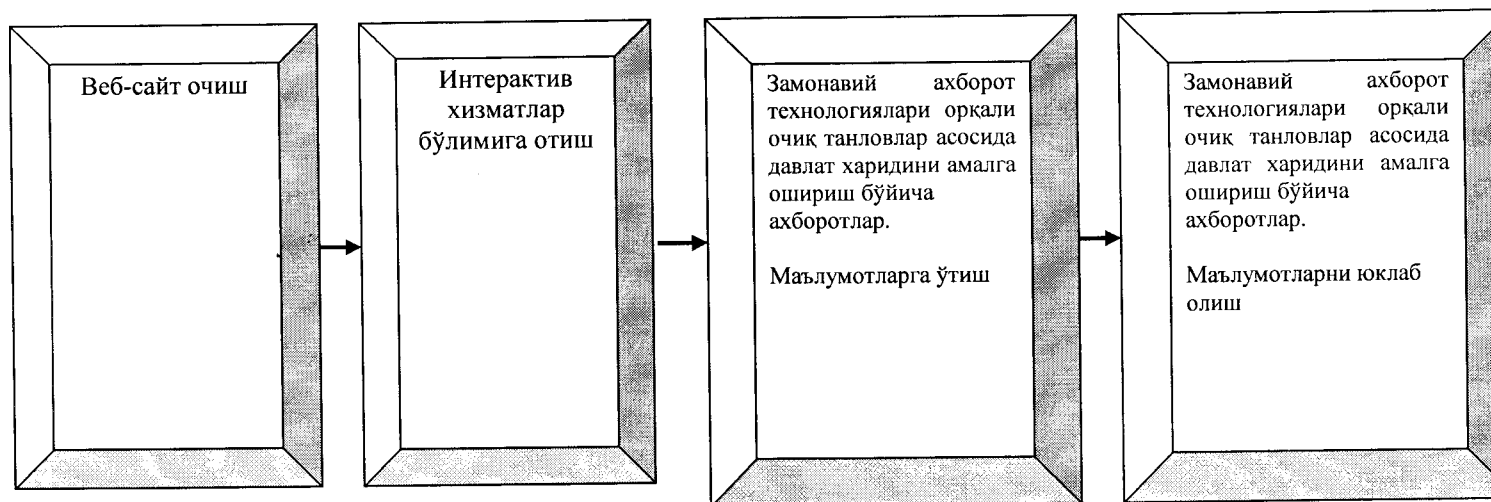 Веб-сайт очиш
Интерактив
хизматлар
бўлимига отиш
Замонавий ахборот
технологиялари орқали
очиқ танловлар асосида
давлат харидини амалга
ошириш бўйича
ахборотлар.
Маълумотларга ўтиш
Замонавий ахборот
технологиялари орқали
очиқ танловлар асосида
давлат харидини амалга
ошириш бўйича
ахборотлар.
Маълумотларни юклаб
олиш